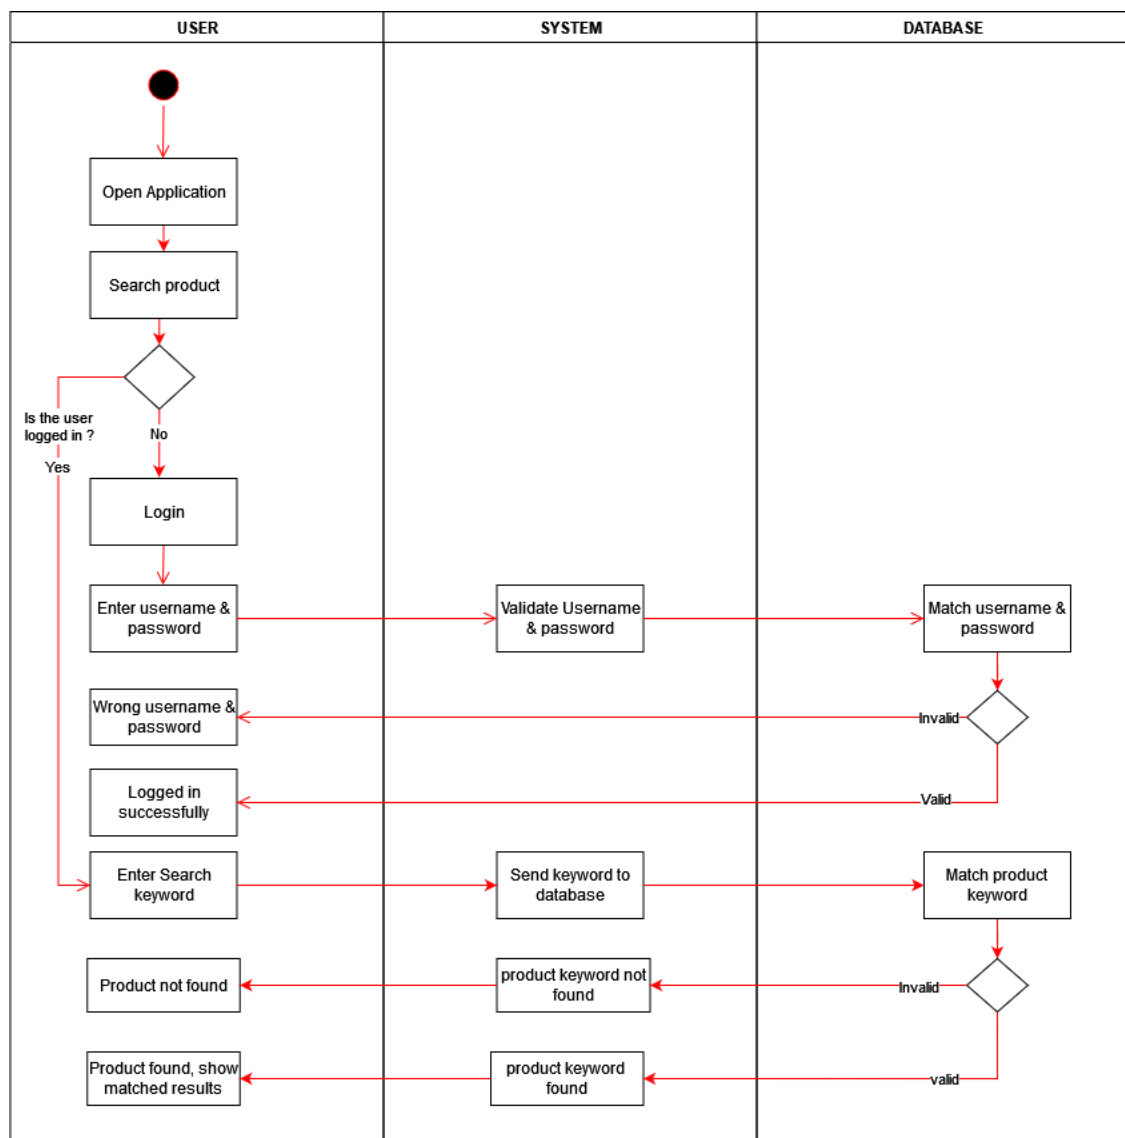 USER
SYSTEM
DATABASE
Open Application
Search product
Is the user
logged in ?
No
Yes
Login
Enter username &
password
Validate Username
& password
Match username &
password
Wrong username &
password
Invalid
Logged in
successfully
Valid
Enter Search
keyword
Send keyword to
database
Match product
keyword
Product not found
product keyword not
found
Invalid
Product found, show
matched results
product keyword
found
valid